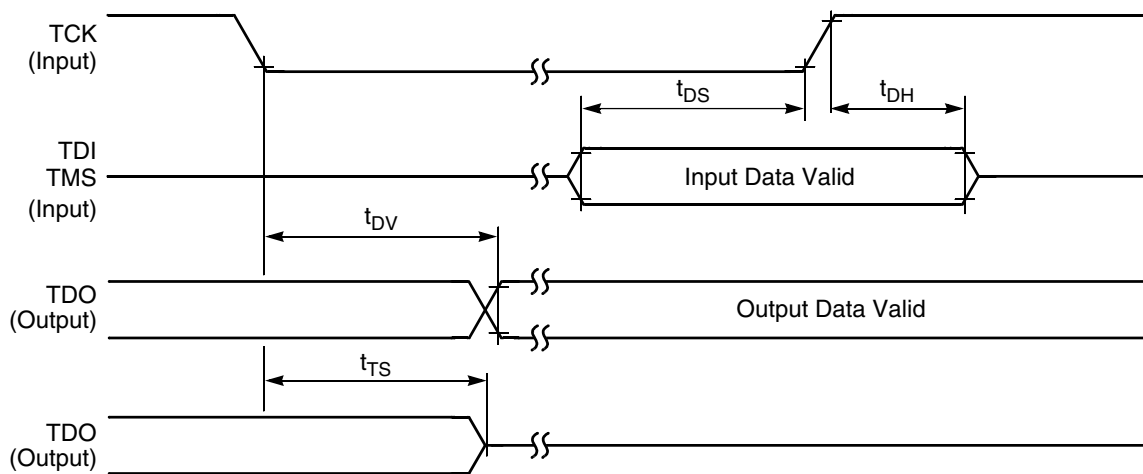 TCK
(Input)
tDS
tDH
TDI
TMS
(Input)
Input Data Valid
tDV
TDO
(Output)
Output Data Valid
tTS
TDO
(Output)